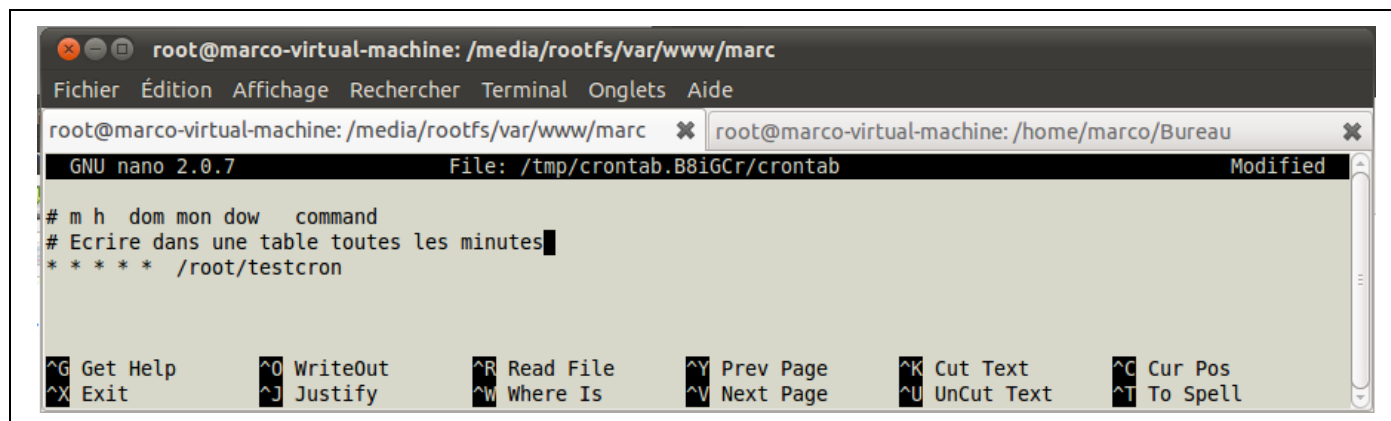 root@marco-virtual-machine: /media/rootfs/var/www/marc
Fichier Édition Affichage Rechercher Terminal Onglets Aide
root@marco-virtual-machine: /media/rootfs/var/www/marc root@marco-virtual-machine: /home/marco/Bureau
GNU nano 2.0.7 File: /tmp/crontab.B8iGCr/crontab Modified
# m h dom mon dow command
# Ecrire dans une table toutes les minutes
* * * * * /root/testcron
^G Get Help ^O WriteOut ^R Read File ^Y Prev Page ^K Cut Text ^C Cur Pos
^X Exit ^J Justify ^W Where Is ^V Next Page ^U UnCut Text ^T To Spell